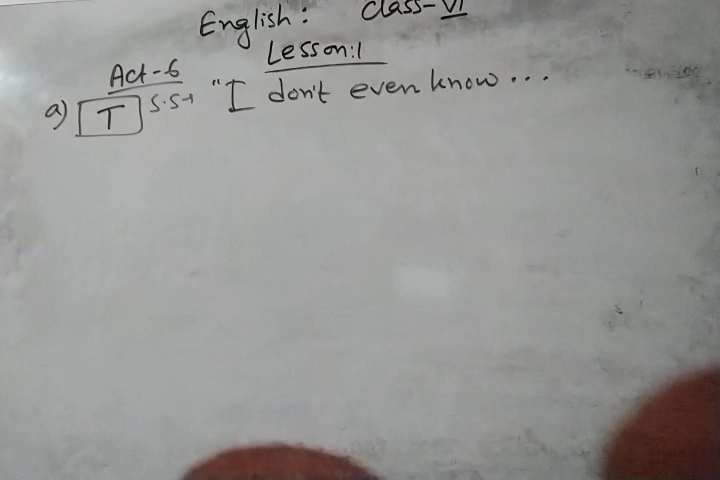 English: Class-VI
Lesson:1
Act-6
a) T S.S→ "I don't even know...